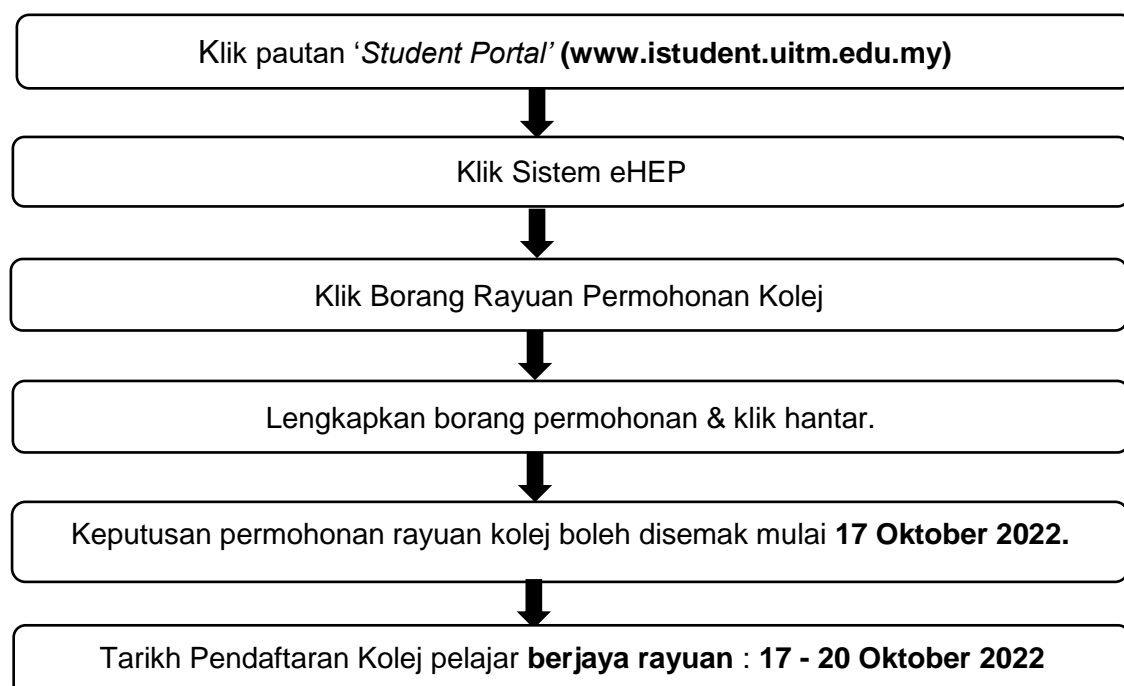 Klik pautan ‘Student Portal’ (www.istudent.uitm.edu.my)
Klik Sistem eHEP
Klik Borang Rayuan Permohonan Kolej
Lengkapkan borang permohonan & klik hantar.
Keputusan permohonan rayuan kolej boleh disemak mulai 17 Oktober 2022.
Tarikh Pendaftaran Kolej pelajar berjaya rayuan : 17 - 20 Oktober 2022